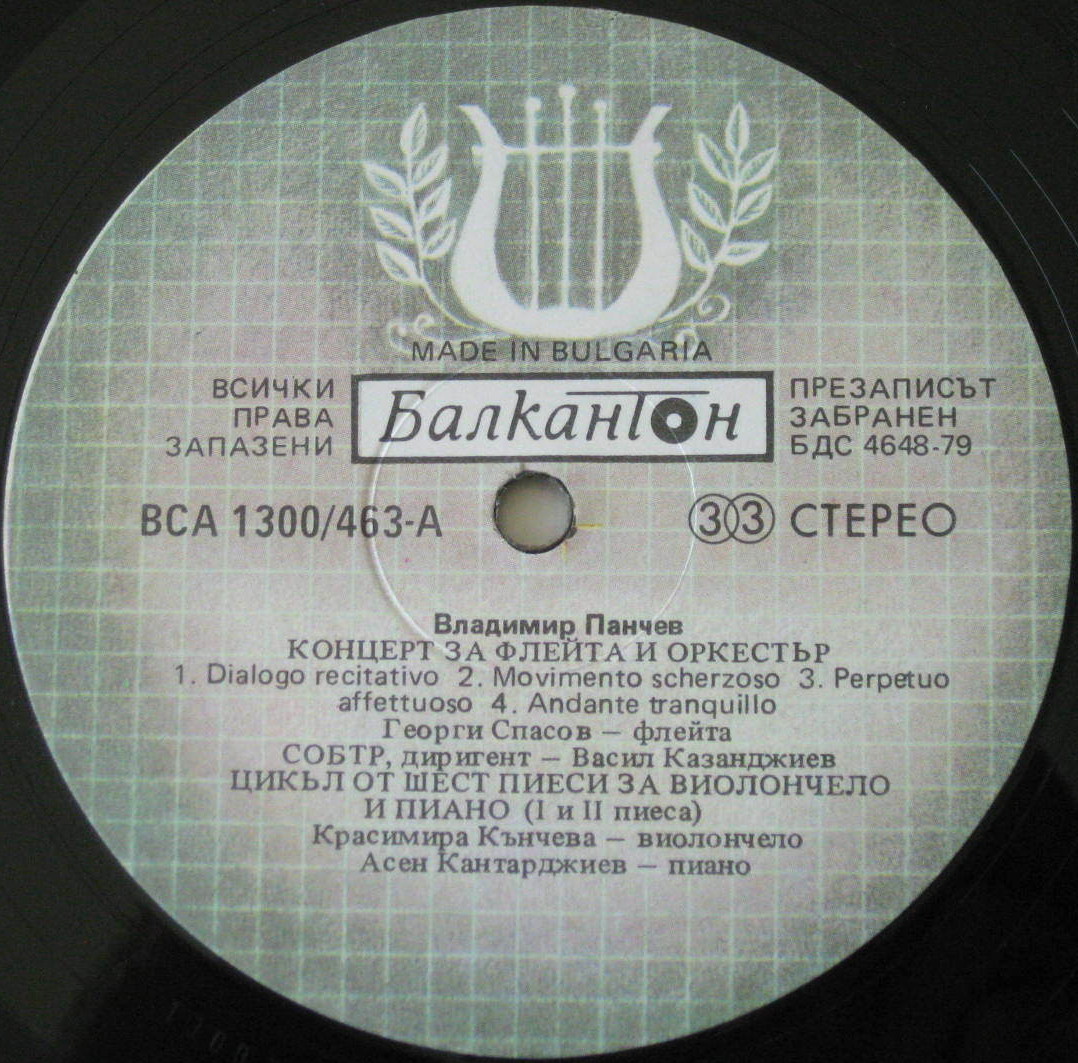 MADE IN BULGARIA
ВСИЧКИ
ПРАВА
ЗАПАЗЕНИ
Балкантон
ПРЕЗАПИСЪТ
ЗАБРАНЕН
БДС 4648-79
ВСА 1300/463-А
33 СТЕРЕО
Владимир Панчев
КОНЦЕРТ ЗА ФЛЕЙТА И ОРКЕСТЪР
1. Dialogo recitativo 2. Movimento scherzoso 3. Perpetuo
affettuoso 4. Andante tranquillo
Георги Спасов – флейта
СОБТР, диригент – Васил Казанджиев
ЦИКЪЛ ОТ ШЕСТ ПИЕСИ ЗА ВИОЛОНЧЕЛО
И ПИАНО (I и II пиеса)
Красимира Кънчева – виолончело
Асен Кантарджиев – пиано